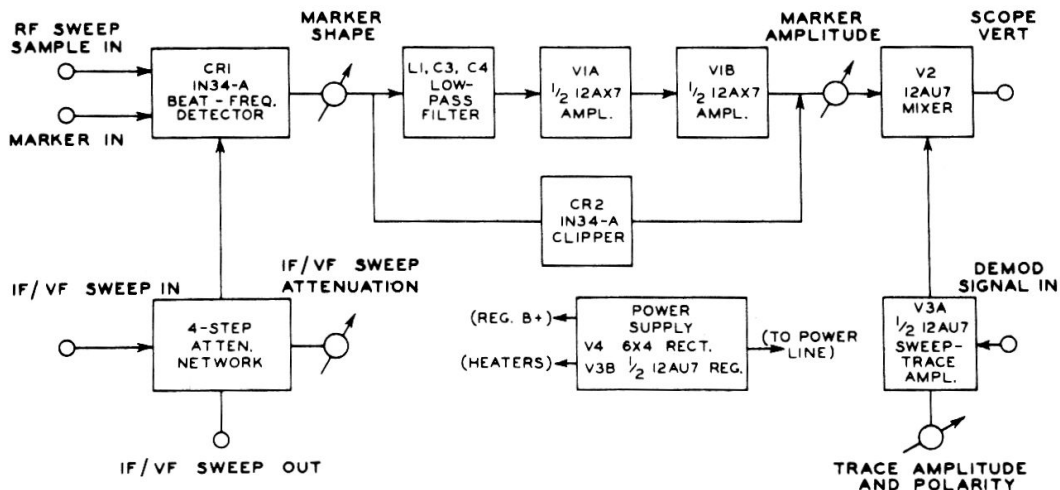 RF SWEEP
SAMPLE IN
MARKER IN
CR1
IN34-A
BEAT-FREQ.
DETECTOR
MARKER
SHAPE
L1, C3, C4
LOW-
PASS
FILTER
V1A
1/2 12AX7
AMPL.
V1B
1/2 12AX7
AMPL.
MARKER
AMPLITUDE
V2
12AU7
MIXER
SCOPE
VERT
CR2
IN34-A
CLIPPER
IF/VF SWEEP IN
4-STEP
ATTEN.
NETWORK
IF/VF SWEEP
ATTENUATION
IF/VF SWEEP OUT
(REG. B+)
(HEATERS)
POWER
SUPPLY
V4 6X4 RECT.
V3B 1/2 12AU7 REG.
(TO POWER
LINE)
DEMOD
SIGNAL IN
V3A
1/2 12AU7
SWEEP-
TRACE
AMPL.
TRACE AMPLITUDE
AND POLARITY